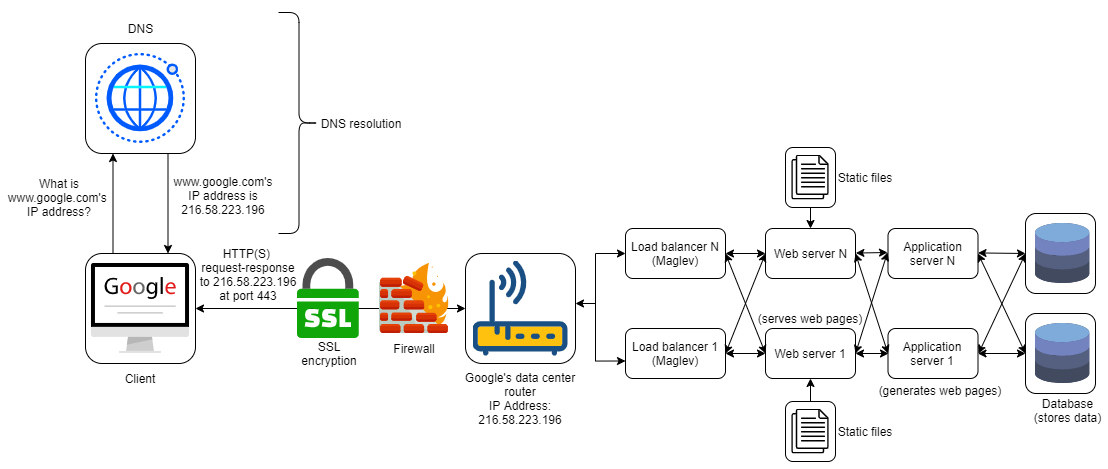 DNS
DNS resolution
What is
www.google.com's
IP address?
www.google.com's
IP address is
216.58.223.196
Google
Client
HTTP(S)
request-response
to 216.58.223.196
at port 443
SSL
SSL
encryption
Firewall
Google's data center
router
IP Address:
216.58.223.196
Load balancer N
(Maglev)
Load balancer 1
(Maglev)
Static files
Web server N
(serves web pages)
Web server 1
Static files
Application
server N
Application
server 1
(generates web pages)
Database
(stores data)